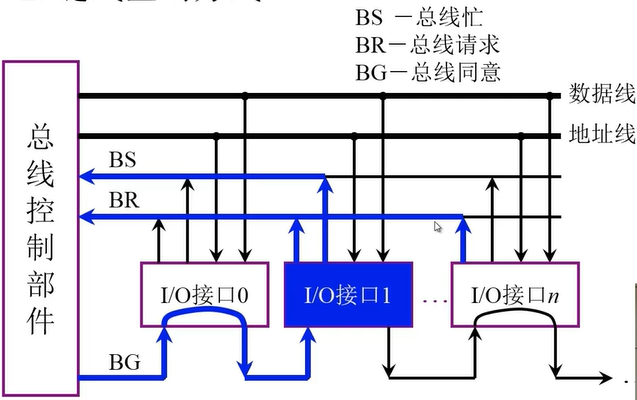 BS －总线忙
BR－总线请求
BG－总线同意
数据线
地址线
总线控制部件
BS
BR
I/O接口0
I/O接口1
…
I/O接口n
BG